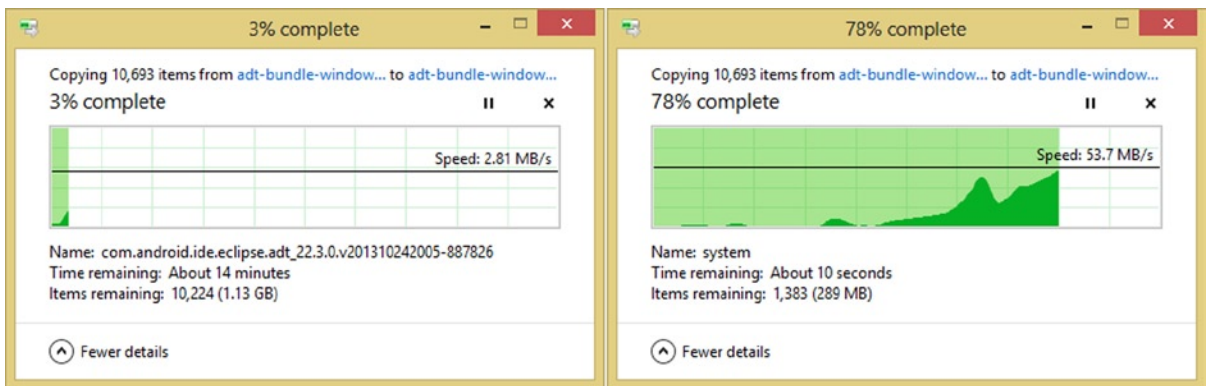 3% complete
Copying 10,693 items from adt-bundle-window... to adt-bundle-window...
3% complete
Speed: 2.81 MB/s
Name: com.android.ide.eclipse.adt_22.3.0.v201310242005-887826
Time remaining: About 14 minutes
Items remaining: 10,224 (1.13 GB)
Fewer details
78% complete
Copying 10,693 items from adt-bundle-window... to adt-bundle-window...
78% complete
Speed: 53.7 MB/s
Name: system
Time remaining: About 10 seconds
Items remaining: 1,383 (289 MB)
Fewer details